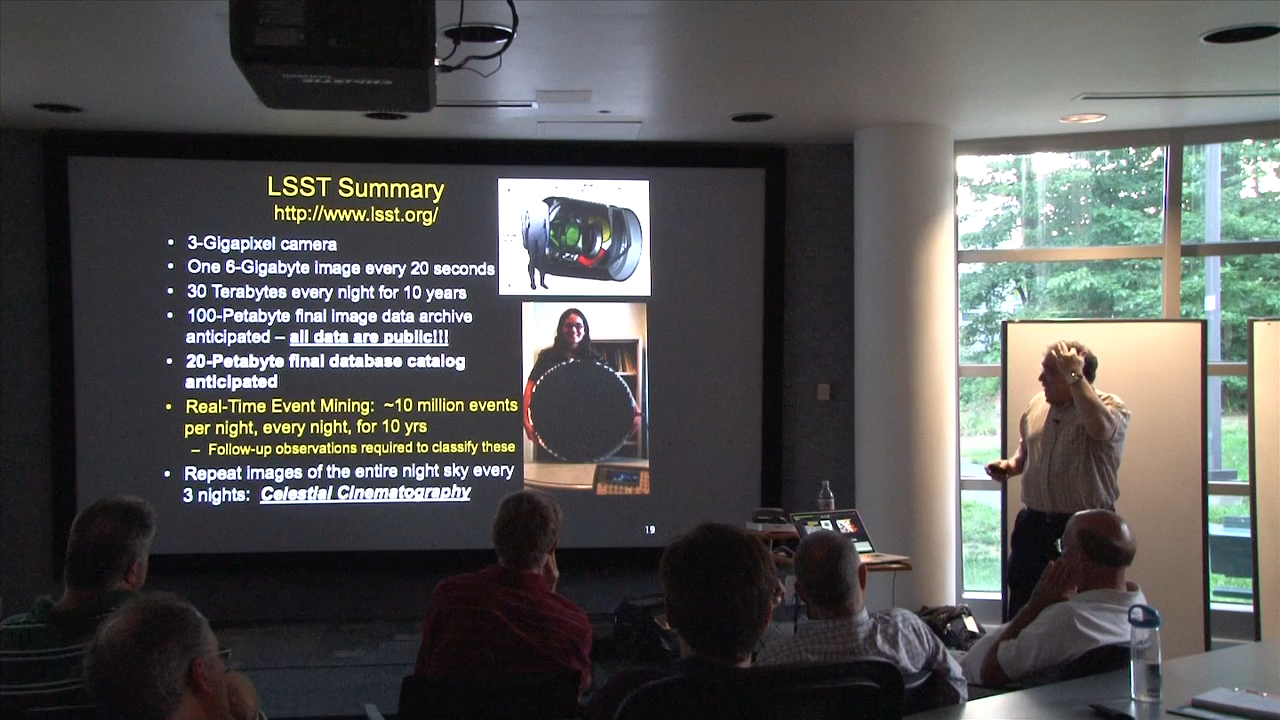 CHRISTIE
LSST Summary
http://www.lsst.org/
• 3-Gigapixel camera
• One 6-Gigabyte image every 20 seconds
• 30 Terabytes every night for 10 years
• 100-Petabyte final image data archive
anticipated – all data are public!!!
• 20-Petabyte final database catalog
anticipated
• Real-Time Event Mining: ~10 million events
per night, every night, for 10 yrs
– Follow-up observations required to classify these
• Repeat images of the entire night sky every
3 nights: Celestial Cinematography
19